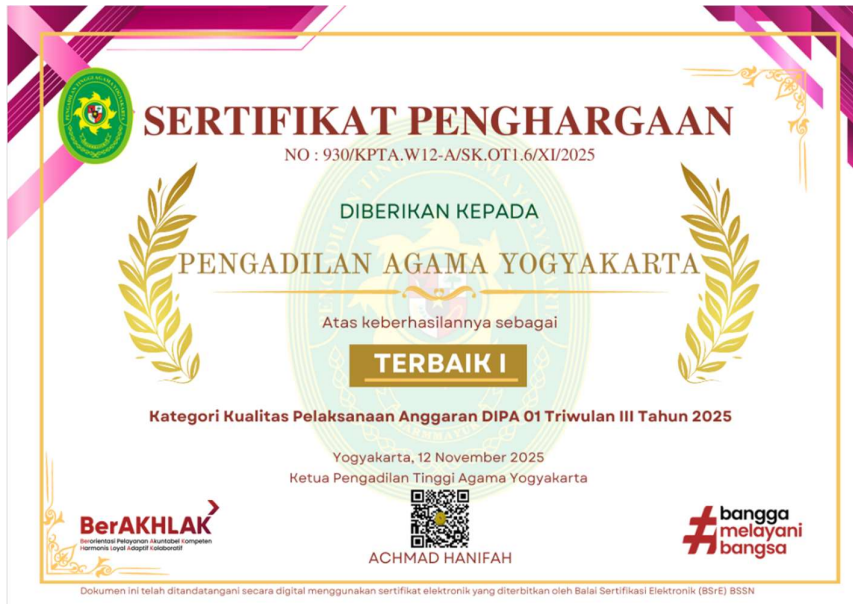 SERTIFIKAT PENGHARGAAN
NO : 930/KPTA.W12-A/SK.OT1.6/XI/2025
DIBERIKAN KEPADA
PENGADILAN AGAMA YOGYAKARTA
Atas keberhasilannya sebagai
TERBAIK I
Kategori Kualitas Pelaksanaan Anggaran DIPA 01 Triwulan III Tahun 2025
Yogyakarta, 12 November 2025
Ketua Pengadilan Tinggi Agama Yogyakarta
ACHMAD HANIFAH
BerAKHLAK
Berorientasi Pelayanan Akuntabel Kompeten
Harmonis Loyal Adaptif Kolaboratif
#bangga
melayani
bangsa
Dokumen ini telah ditandatangani secara digital menggunakan sertifikat elektronik yang diterbitkan oleh Balai Sertifikasi Elektronik (BSrE) BSSN